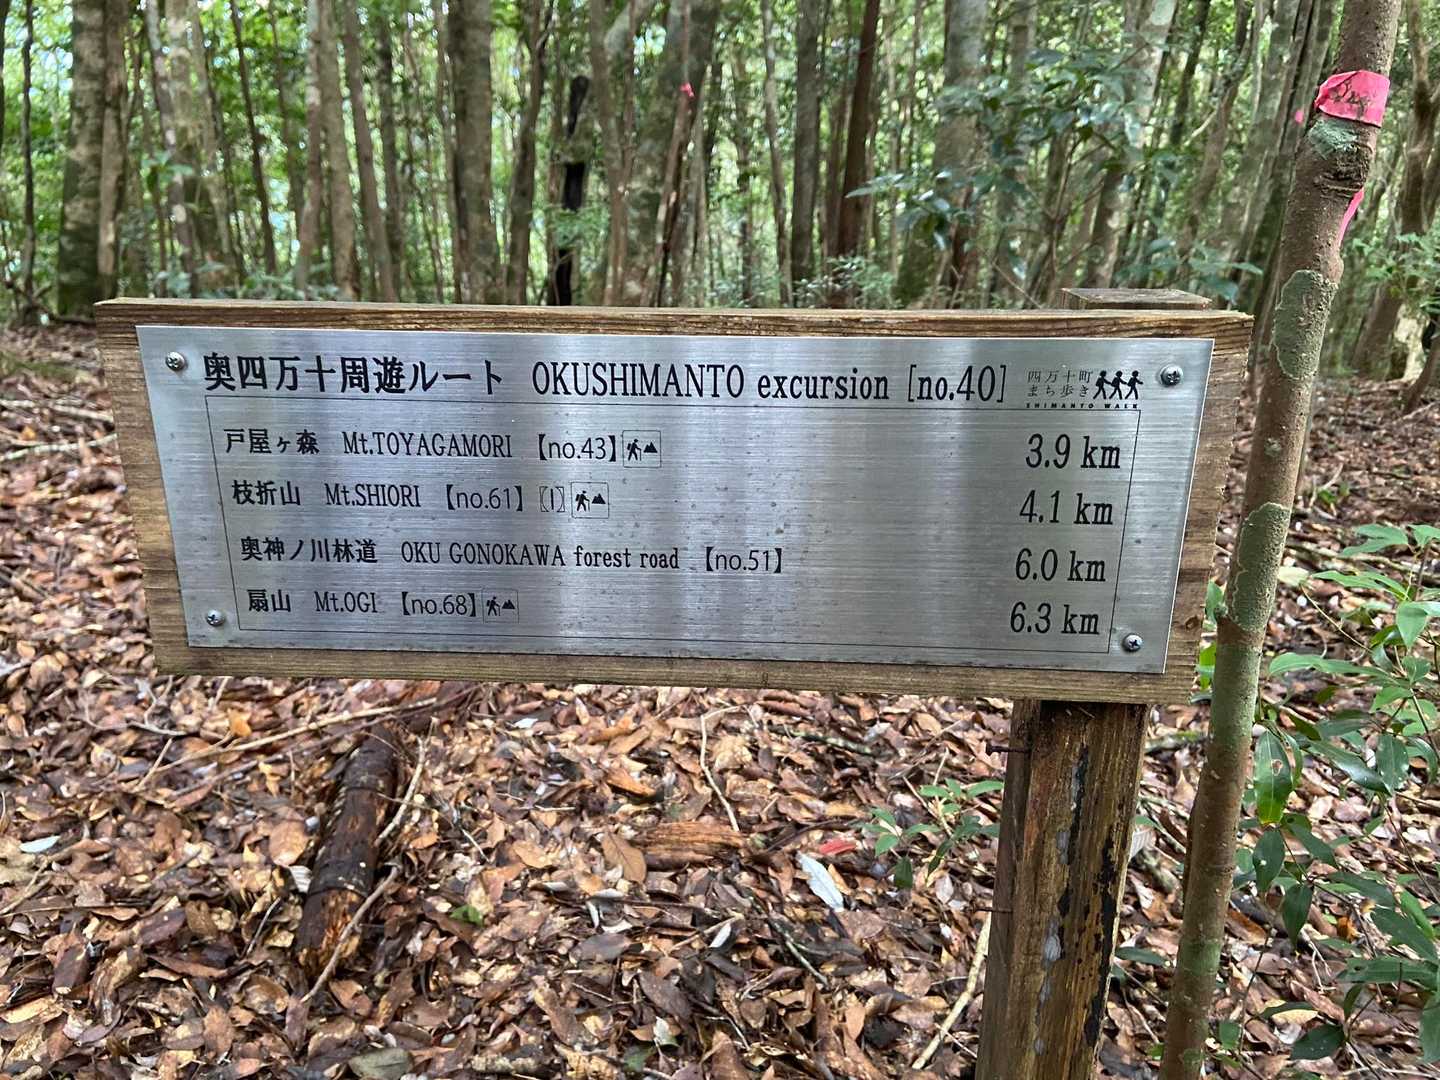 奥四万十周遊ルート OKUSHIMANTO excursion [no.40]
四万十町
まち歩き
SHIMANTO WALK
戸屋ヶ森 Mt.TOYAGAMORI 【no.43】 3.9 km
枝折山 Mt.SHIORI 【no.61】 〖I〗 4.1 km
奥神ノ川林道 OKU GONOKAWA forest road 【no.51】 6.0 km
扇山 Mt.OGI 【no.68】 6.3 km